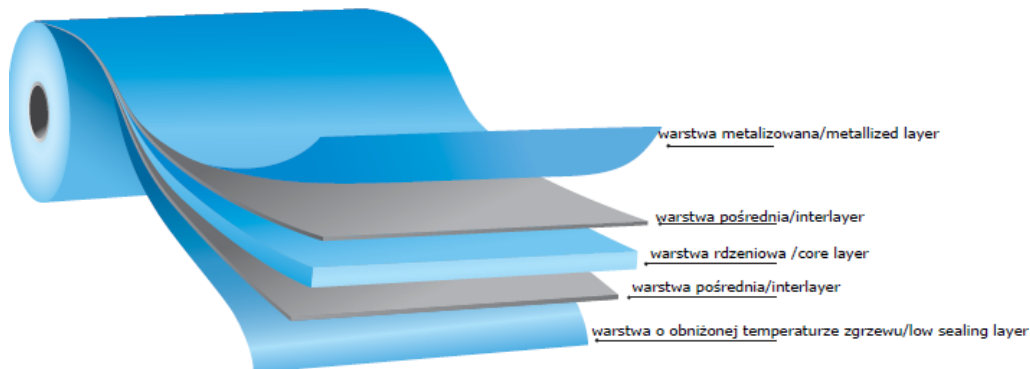 warstwa metalizowana/metallized layer
warstwa pośrednia/interlayer
warstwa rdzeniowa /core layer
warstwa pośrednia/interlayer
warstwa o obniżonej temperaturze zgrzewu/low sealing layer